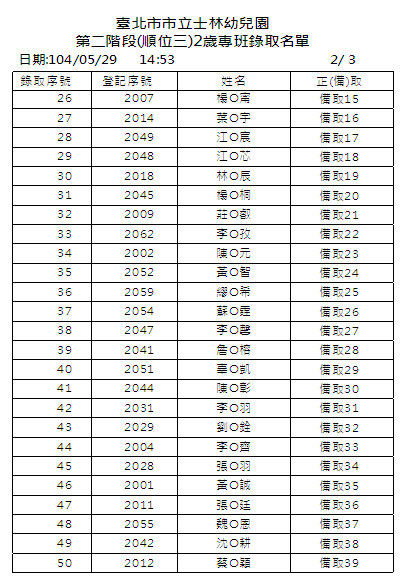 臺北市市立士林幼兒園
第二階段(順位三)2歲專班錄取名單
日期:104/05/29 14:53 2/ 3
錄取序號 登記序號 姓名 正(備)取
26 2007 楊O甯 備取15
27 2014 葉O宇 備取16
28 2049 江O宸 備取17
29 2048 江O芯 備取18
30 2018 林O辰 備取19
31 2045 楊O桐 備取20
32 2009 莊O叡 備取21
33 2062 李O孜 備取22
34 2002 陳O元 備取23
35 2052 黃O智 備取24
36 2059 繆O希 備取25
37 2054 蘇O霆 備取26
38 2047 李O馨 備取27
39 2041 詹O榕 備取28
40 2051 辜O凱 備取29
41 2044 陳O彰 備取30
42 2031 李O羽 備取31
43 2029 劉O銓 備取32
44 2004 李O齊 備取33
45 2028 張O羽 備取34
46 2001 黃O誠 備取35
47 2011 張O廷 備取36
48 2055 魏O恩 備取37
49 2042 沈O耕 備取38
50 2012 蔡O穎 備取39